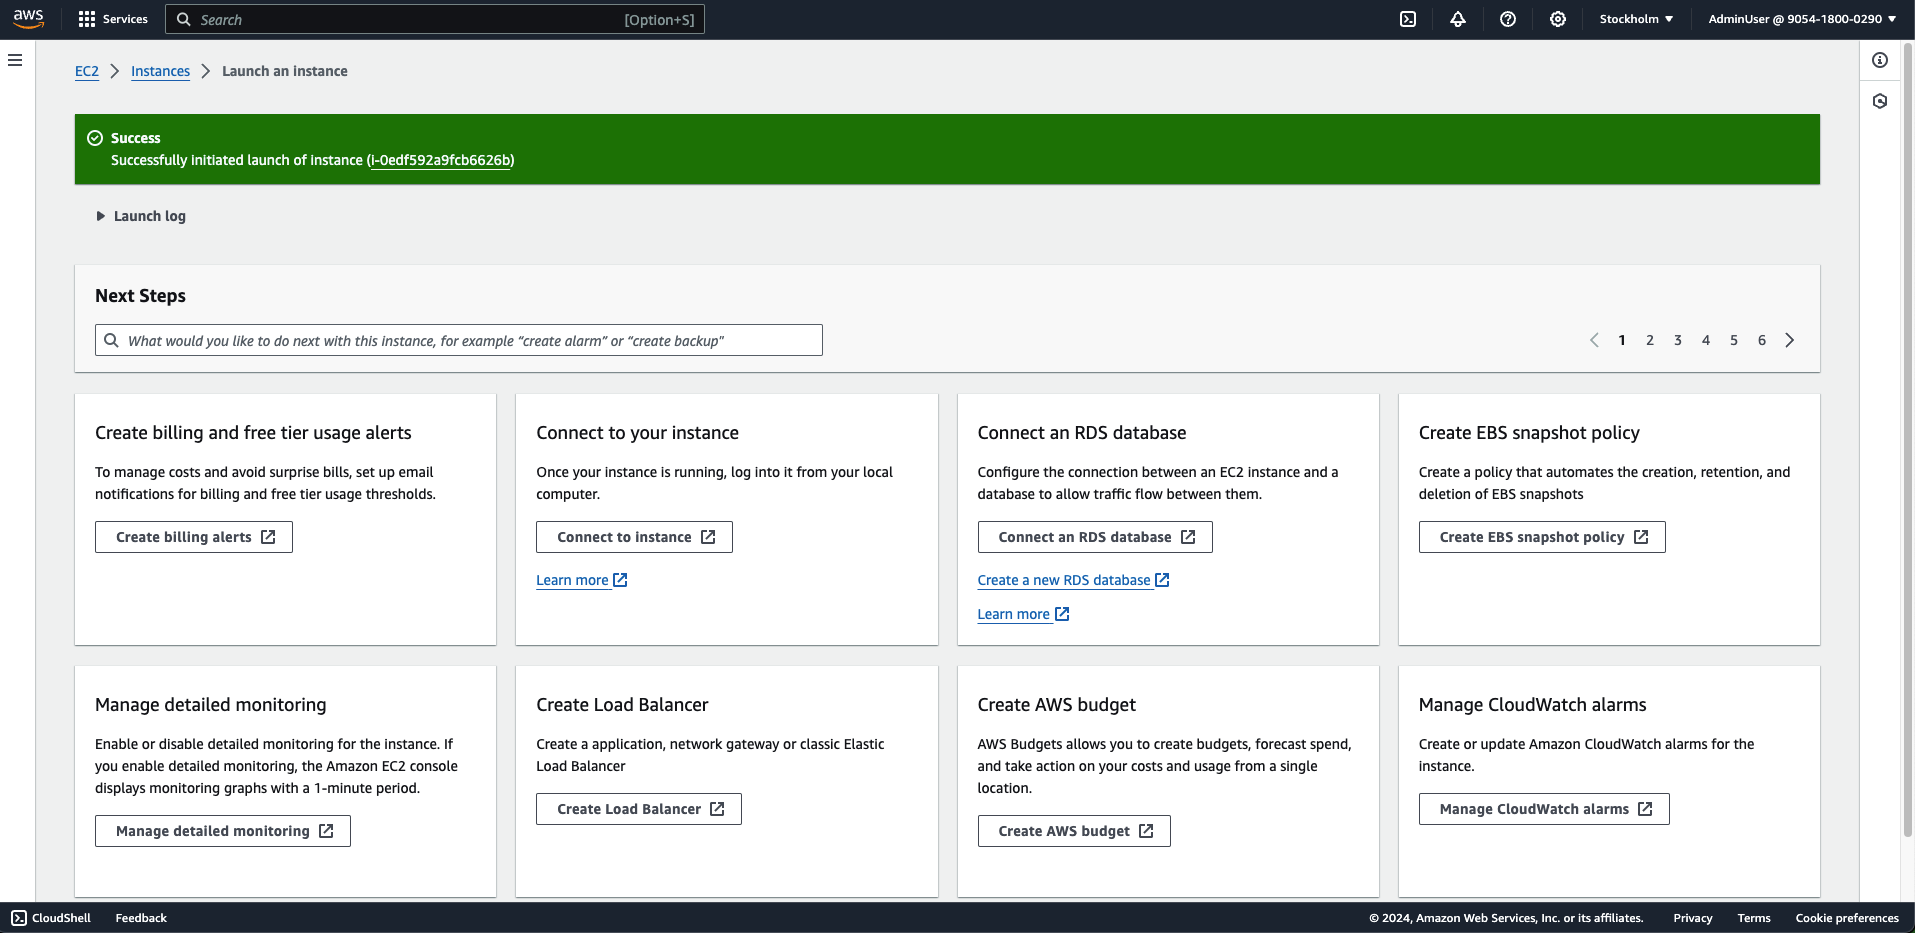 aws
Services
Search
[Option+S]
Stockholm
AdminUser @ 9054-1800-0290
EC2
Instances
Launch an instance
Success
Successfully initiated launch of instance (i-0edf592a9fcb6626b)
Launch log
Next Steps
What would you like to do next with this instance, for example “create alarm” or “create backup”
1 2 3 4 5 6
Create billing and free tier usage alerts
To manage costs and avoid surprise bills, set up email
notifications for billing and free tier usage thresholds.
Create billing alerts
Connect to your instance
Once your instance is running, log into it from your local
computer.
Connect to instance
Learn more
Connect an RDS database
Configure the connection between an EC2 instance and a
database to allow traffic flow between them.
Connect an RDS database
Create a new RDS database
Learn more
Create EBS snapshot policy
Create a policy that automates the creation, retention, and
deletion of EBS snapshots
Create EBS snapshot policy
Manage detailed monitoring
Enable or disable detailed monitoring for the instance. If
you enable detailed monitoring, the Amazon EC2 console
displays monitoring graphs with a 1-minute period.
Manage detailed monitoring
Create Load Balancer
Create a application, network gateway or classic Elastic
Load Balancer
Create Load Balancer
Create AWS budget
AWS Budgets allows you to create budgets, forecast spend,
and take action on your costs and usage from a single
location.
Create AWS budget
Manage CloudWatch alarms
Create or update Amazon CloudWatch alarms for the
instance.
Manage CloudWatch alarms
CloudShell
Feedback
© 2024, Amazon Web Services, Inc. or its affiliates.
Privacy
Terms
Cookie preferences